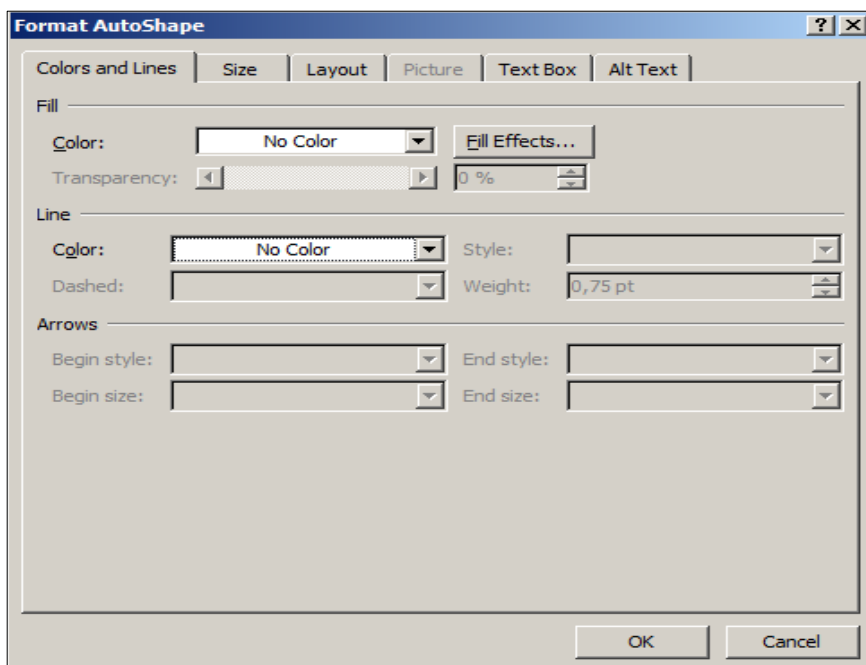 Format AutoShape
Colors and Lines Size Layout Picture Text Box Alt Text
Fill
Color: No Color Fill Effects...
Transparency: 0 %
Line
Color: No Color Style:
Dashed: Weight: 0,75 pt
Arrows
Begin style: End style:
Begin size: End size:
OK Cancel